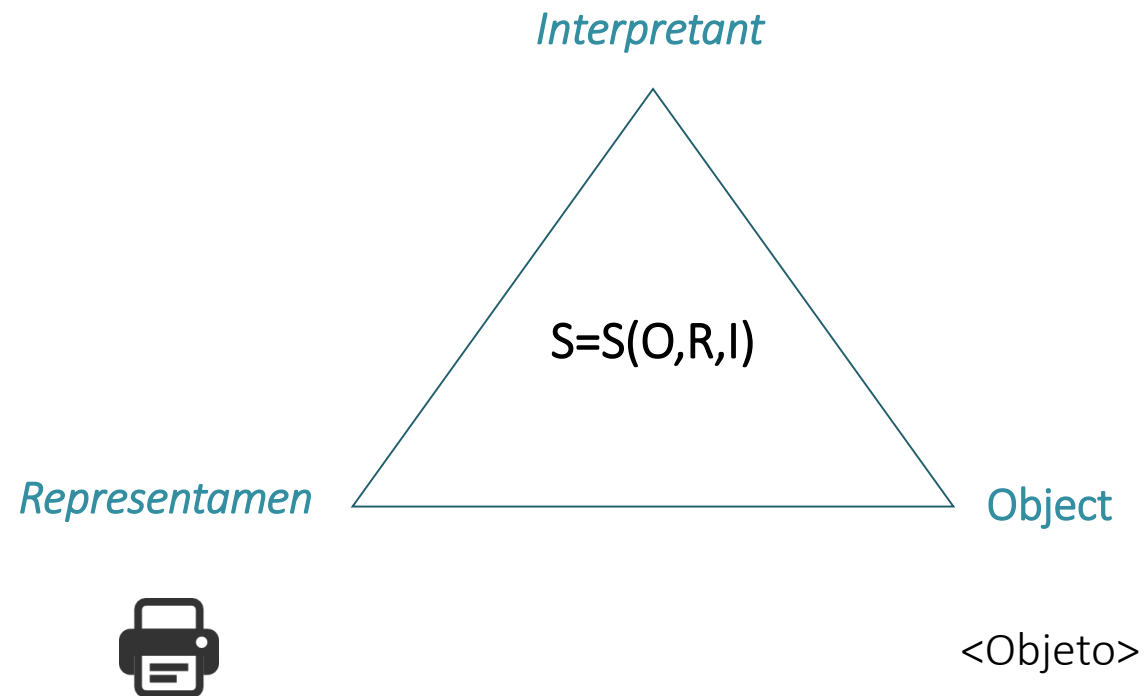 Interpretant
S=S(O,R,I)
Representamen
Object
<Objeto>